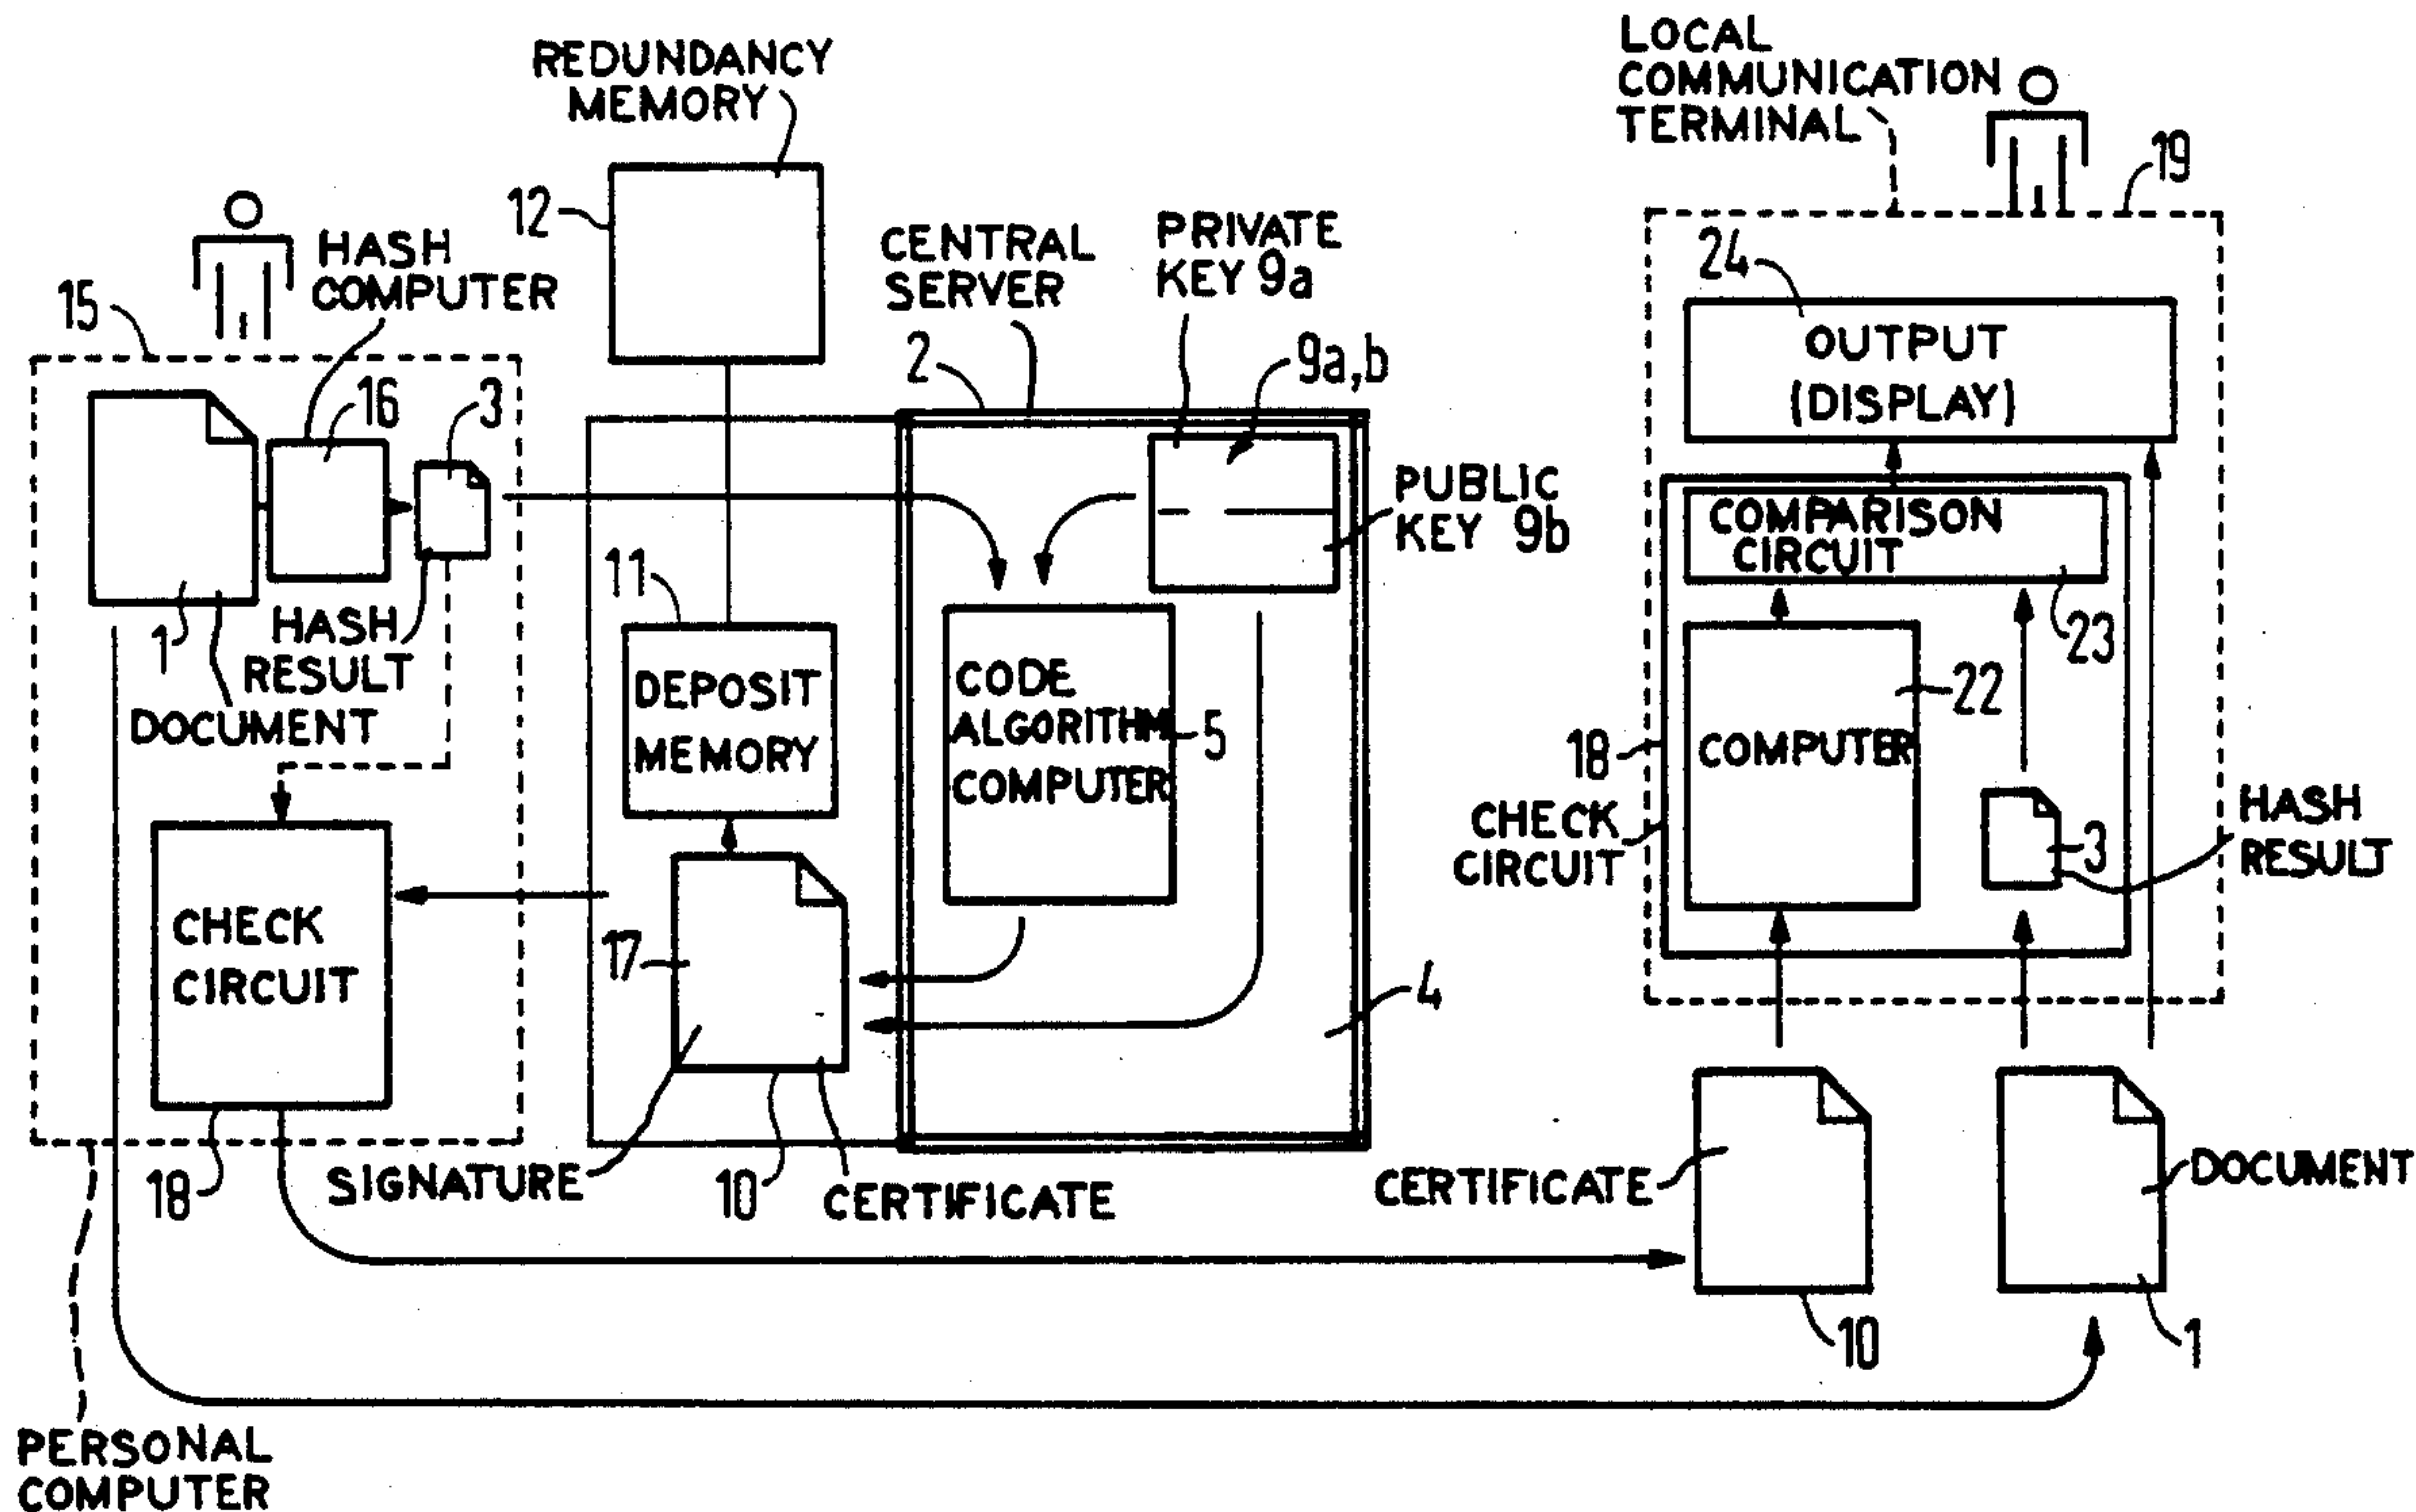 REDUNDANCY
MEMORY
12
LOCAL
COMMUNICATION
TERMINAL
19
HASH
COMPUTER
15
16
3
1
HASH
RESULT
DOCUMENT
CHECK
CIRCUIT
18
PERSONAL
COMPUTER
CENTRAL
SERVER
2
PRIVATE
KEY 9a
9a,b
PUBLIC
KEY 9b
11
DEPOSIT
MEMORY
CODE
ALGORITHM
COMPUTER
5
17
4
SIGNATURE
10
CERTIFICATE
24
OUTPUT
(DISPLAY)
COMPARISON
CIRCUIT
23
22
COMPUTER
18
CHECK
CIRCUIT
3
HASH
RESULT
CERTIFICATE
10
DOCUMENT
1